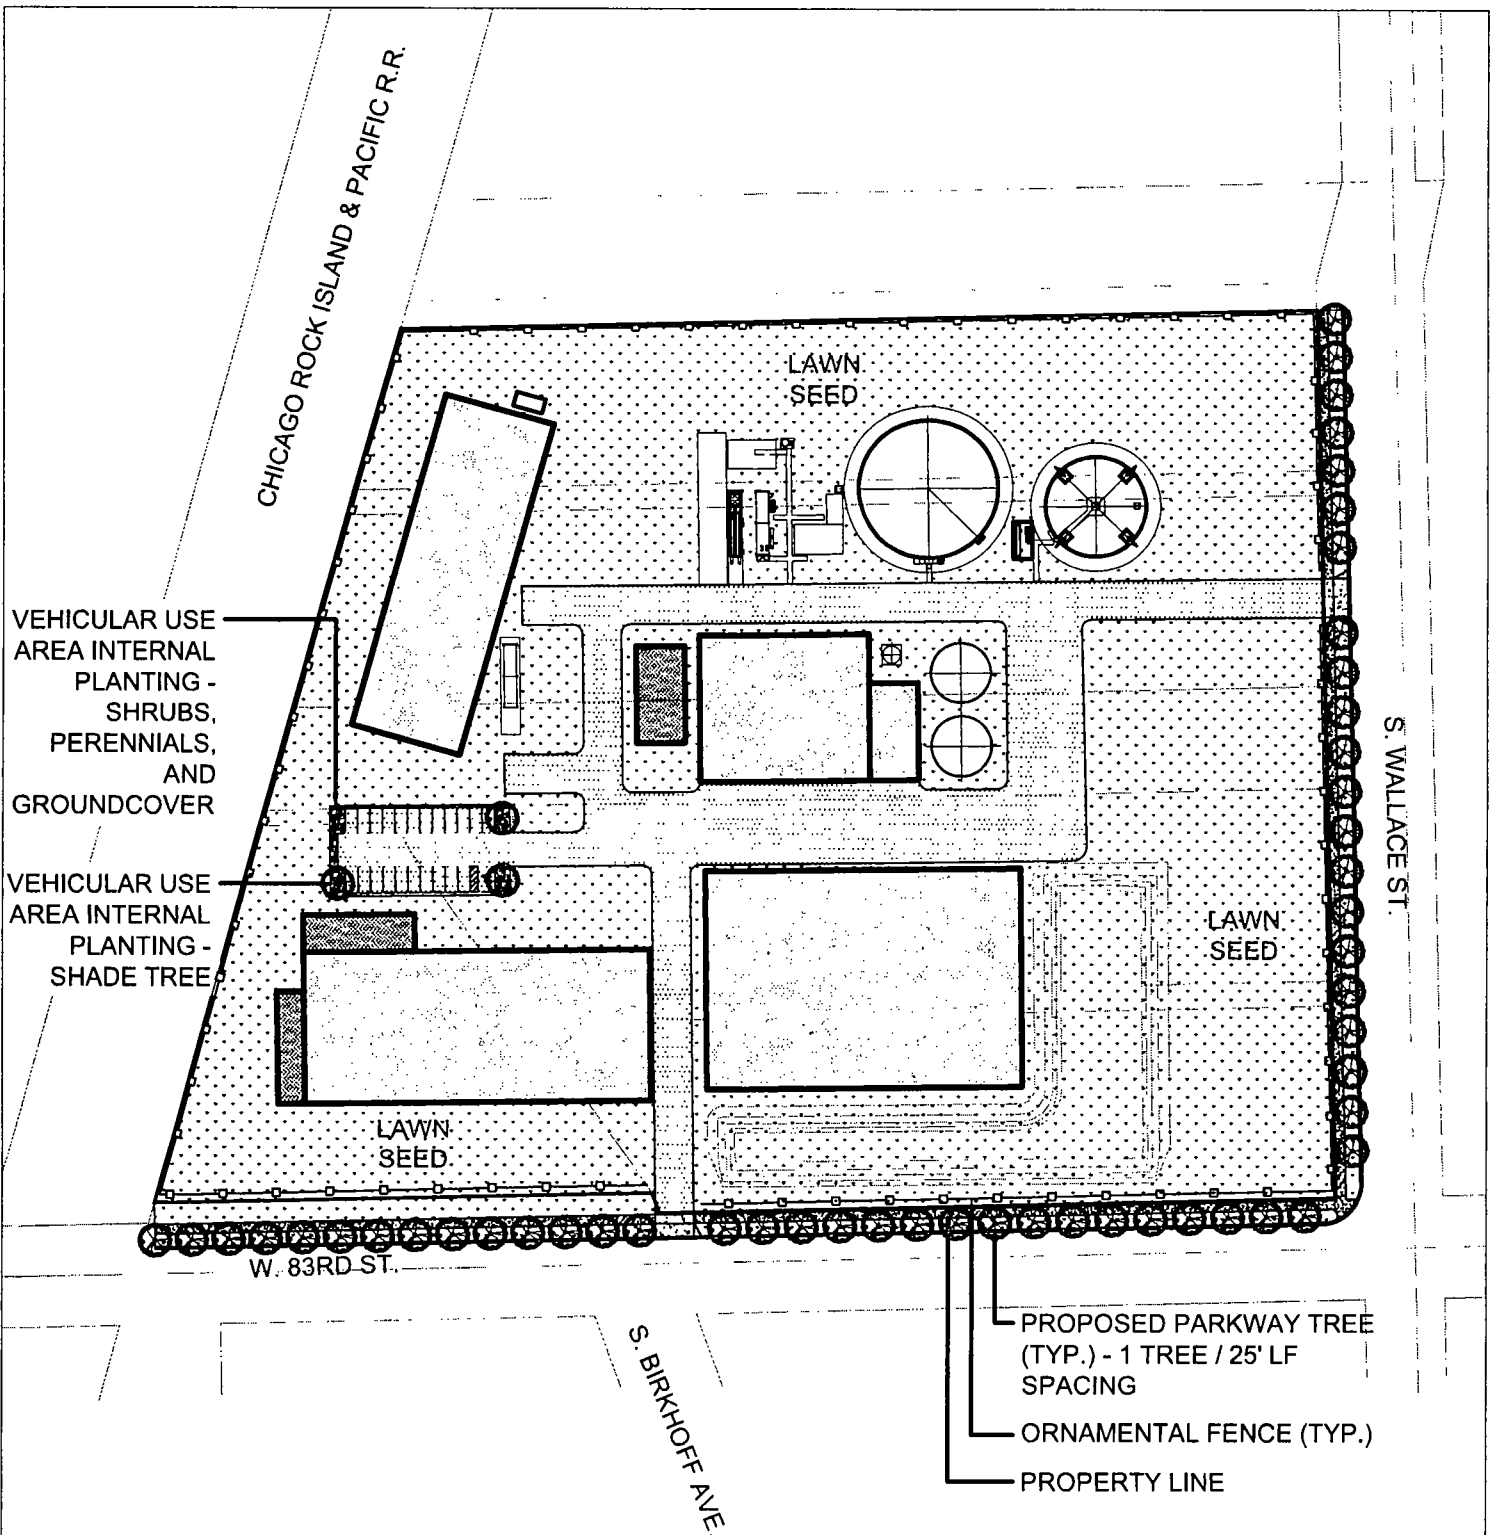 CHICAGO ROCK ISLAND & PACIFIC R.R.
LAWN
SEED
VEHICULAR USE
AREA INTERNAL
PLANTING -
SHRUBS,
PERENNIALS,
AND
GROUNDCOVER
S. WALLACE ST.
VEHICULAR USE
AREA INTERNAL
PLANTING -
SHADE TREE
LAWN
SEED
LAWN
SEED
W. 83RD ST.
S. BIRKHOFF AVE
PROPOSED PARKWAY TREE
(TYP.) - 1 TREE / 25' LF
SPACING
ORNAMENTAL FENCE (TYP.)
PROPERTY LINE